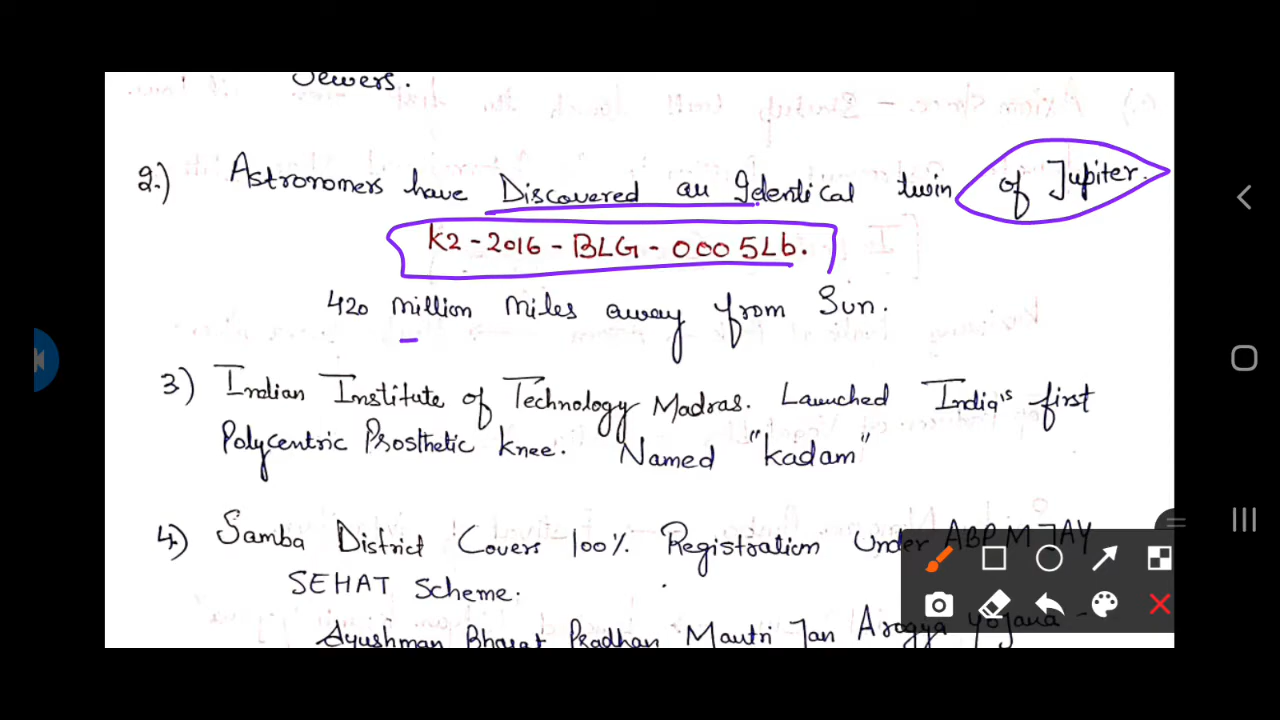 Sewers.
2.) Astronomers have Discovered an Identical twin of Jupiter.
K2-2016-BLG-0005Lb.
420 million miles away from Sun.
3) Indian Institute of Technology Madras. Launched India's first
Polycentric Prosthetic knee. Named "kadam"
4.) Samba District Covers 100% Registration Under ABPMJAY
SEHAT Scheme.
Ayushman Bharat Pradhan Mantri Jan Arogya Yojana -